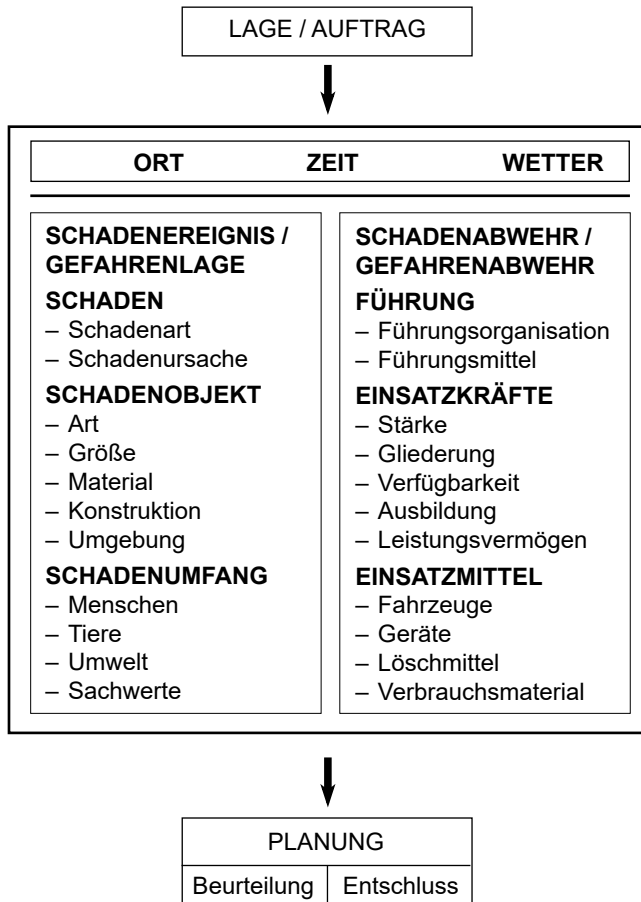 LAGE / AUFTRAG
ORT ZEIT WETTER
SCHADENEREIGNIS /
GEFAHRENLAGE
SCHADEN
– Schadenart
– Schadenursache
SCHADENOBJEKT
– Art
– Größe
– Material
– Konstruktion
– Umgebung
SCHADENUMFANG
– Menschen
– Tiere
– Umwelt
– Sachwerte
SCHADENABWEHR /
GEFAHRENABWEHR
FÜHRUNG
– Führungsorganisation
– Führungsmittel
EINSATZKRÄFTE
– Stärke
– Gliederung
– Verfügbarkeit
– Ausbildung
– Leistungsvermögen
EINSATZMITTEL
– Fahrzeuge
– Geräte
– Löschmittel
– Verbrauchsmaterial
PLANUNG
Beurteilung Entschluss